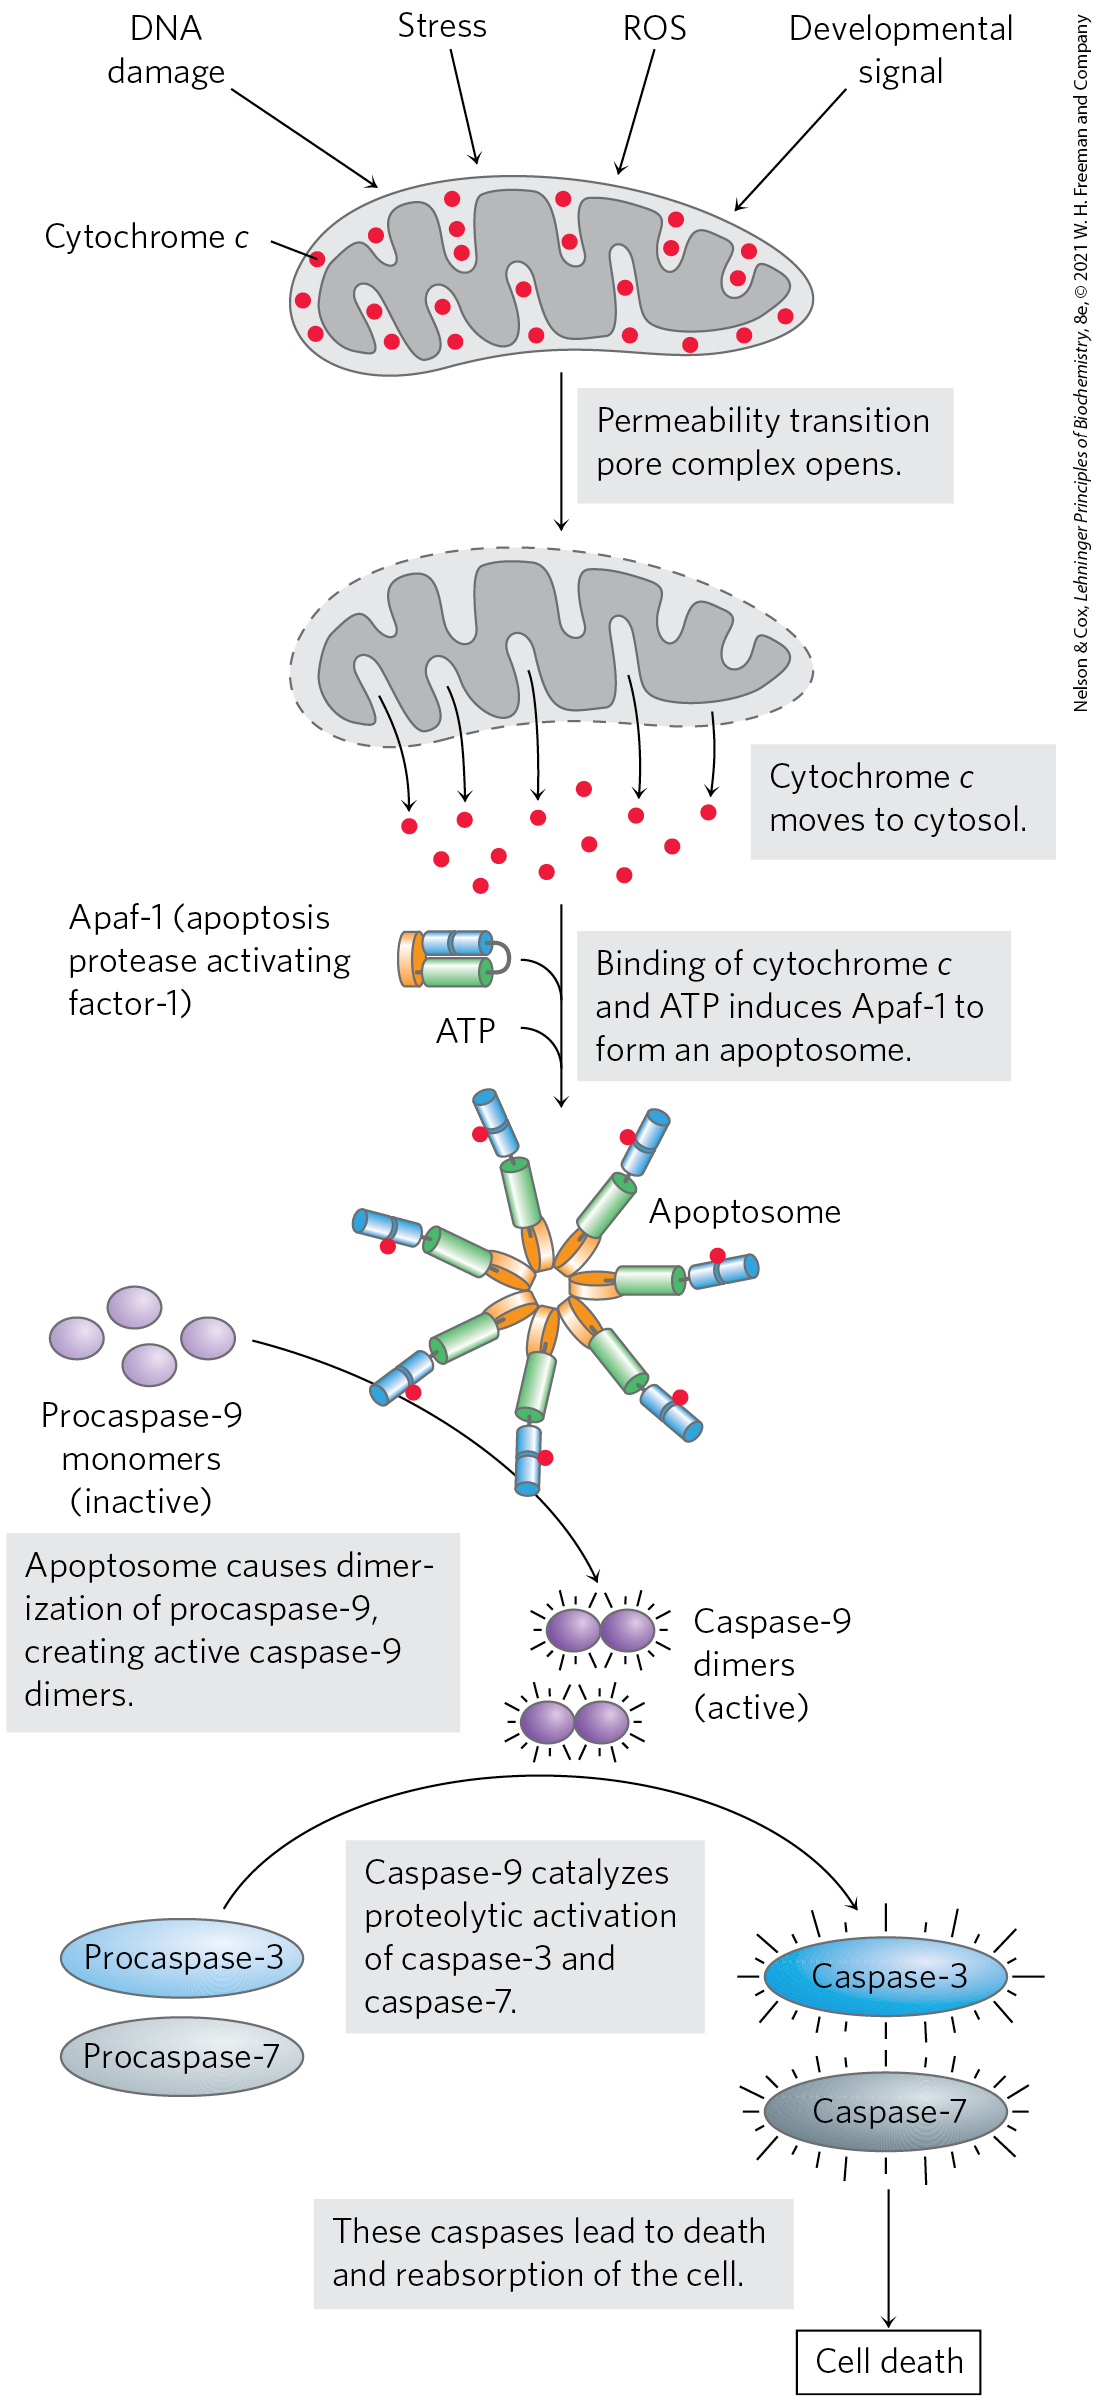 DNA
damage
Stress
ROS
Developmental
signal
Cytochrome c
Permeability transition
pore complex opens.
Cytochrome c
moves to cytosol.
Apaf-1 (apoptosis
protease activating
factor-1)
ATP
Binding of cytochrome c
and ATP induces Apaf-1 to
form an apoptosome.
Apoptosome
Procaspase-9
monomers
(inactive)
Apoptosome causes dimer-
ization of procaspase-9,
creating active caspase-9
dimers.
Caspase-9
dimers
(active)
Caspase-9 catalyzes
proteolytic activation
of caspase-3 and
caspase-7.
Procaspase-3
Procaspase-7
Caspase-3
Caspase-7
These caspases lead to death
and reabsorption of the cell.
Cell death
Nelson & Cox, Lehninger Principles of Biochemistry, 8e, © 2021 W. H. Freeman and Company